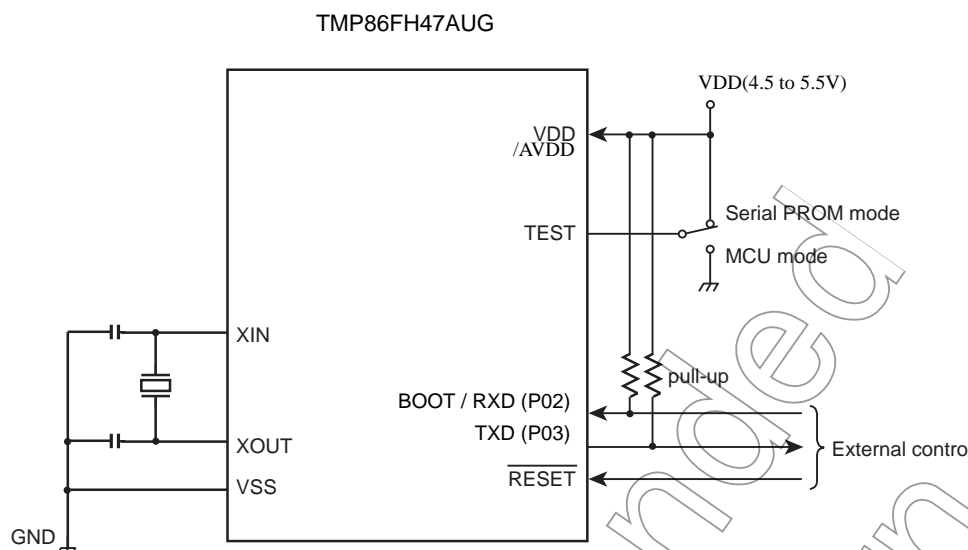 TMP86FH47AUG
VDD(4.5 to 5.5V)
VDD
/AVDD
Serial PROM mode
TEST
MCU mode
XIN
pull-up
BOOT / RXD (P02)
TXD (P03)
XOUT
External contro
RESET
VSS
GND